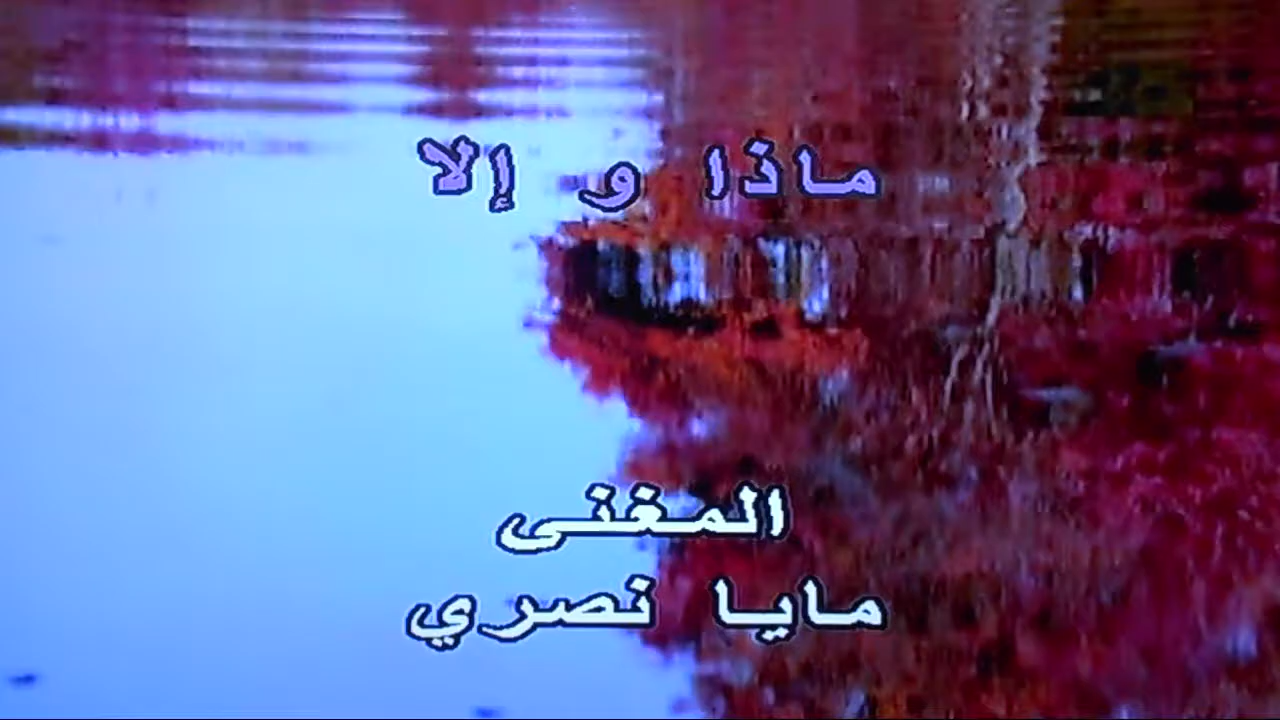 ماذا و إلا
المغنى
مايا نصري